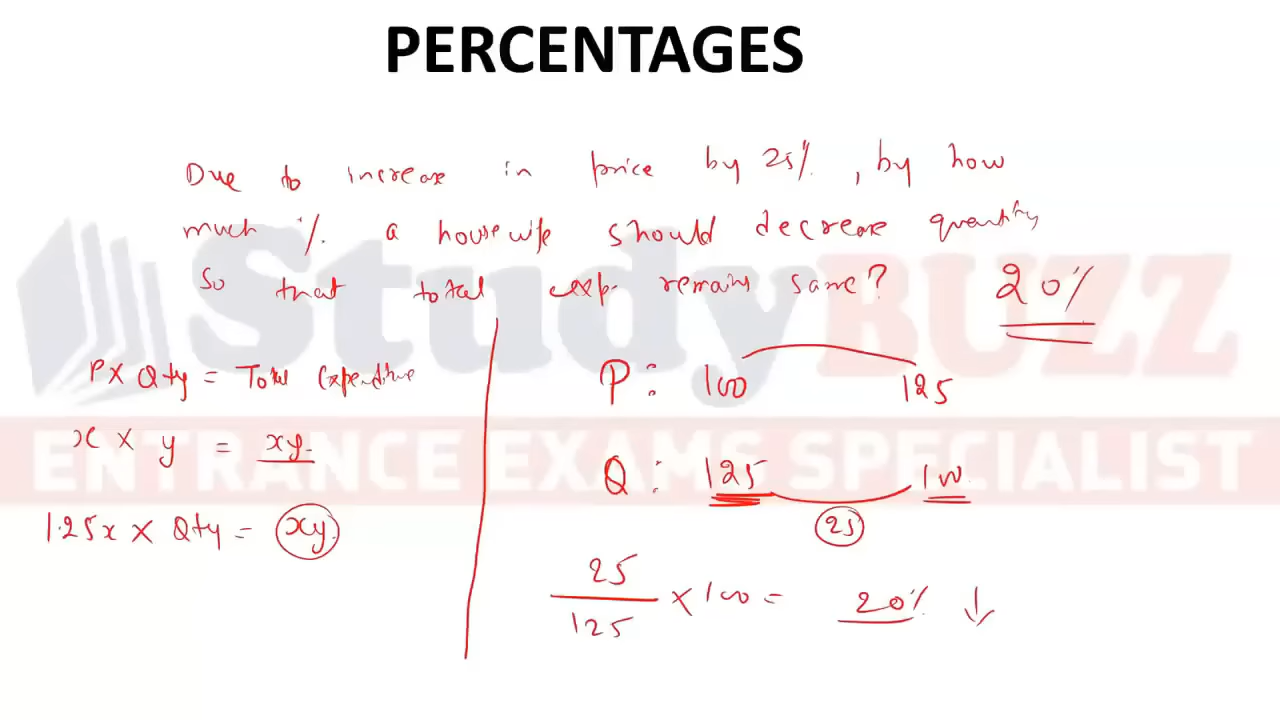 PERCENTAGES
Due to increase in price by 25% , by how
much % a housewife should decrease quantity
so that total exp. remains same? 20%
P x Qty = Total Expenditure
x x y = xy
1.25x x Qty = xy
P : 100 125
Q : 125 100
25
25
125
x 100 = 20% ↓
StudyBUZZ
ENTRANCE EXAMS SPECIALIST